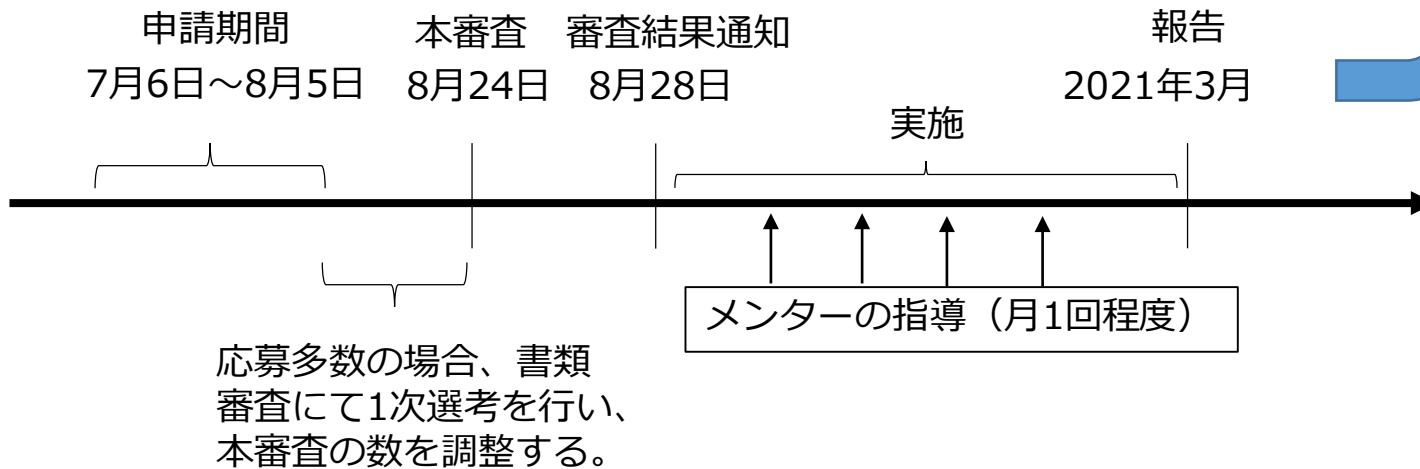 申請期間
7月6日～8月5日
本審査
8月24日
審査結果通知
8月28日
報告
2021年3月
実施
メンターの指導（月1回程度）
応募多数の場合、書類
審査にて1次選考を行い、
本審査の数を調整する。